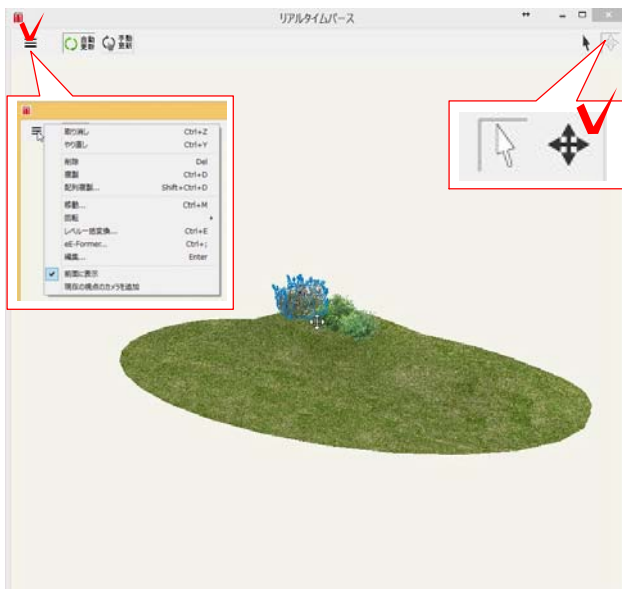 リアルタイムパース
自動更新
手動更新
取り消し Ctrl+Z
やり直し Ctrl+Y
削除 Del
複製 Ctrl+D
配列複製... Shift+Ctrl+D
移動... Ctrl+M
回転
レベル一括変換... Ctrl+E
eE-Former... Ctrl+;
編集... Enter
前面に表示
現在の視点のカメラを追加